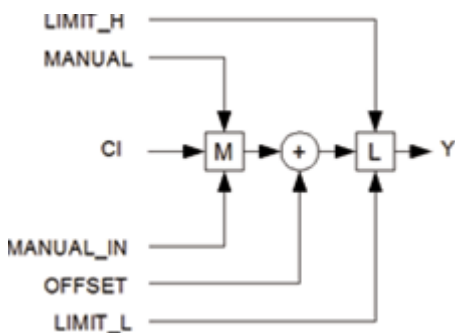 LIMIT_H
MANUAL
CI M + L Y
MANUAL_IN
OFFSET
LIMIT_L